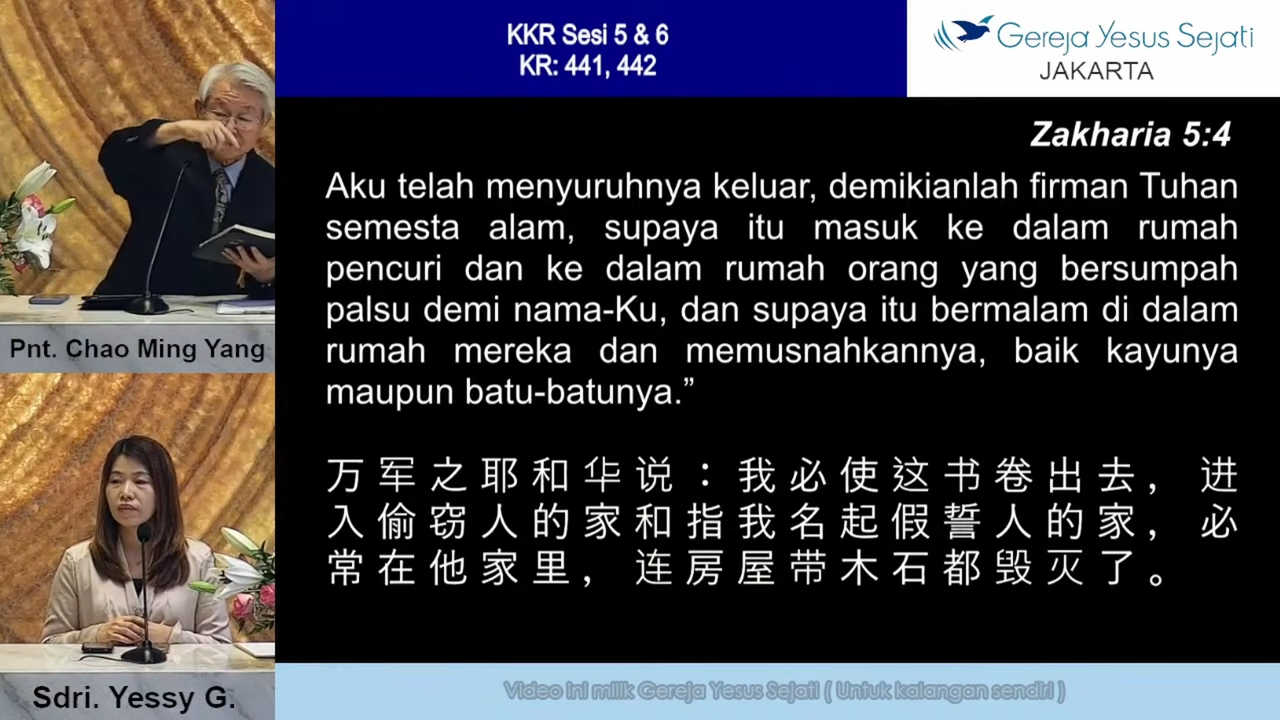 KKR Sesi 5 & 6
KR: 441, 442
Gereja Yesus Sejati
JAKARTA
Zakharia 5:4
Aku telah menyuruhnya keluar, demikianlah firman Tuhan
semesta alam, supaya itu masuk ke dalam rumah
pencuri dan ke dalam rumah orang yang bersumpah
palsu demi nama-Ku, dan supaya itu bermalam di dalam
rumah mereka dan memusnahkannya, baik kayunya
maupun batu-batunya.”
万军之耶和华说：我必使这书卷出去，进
入偷窃人的家和指我名起假誓人的家，必
常在他家里，连房屋带木石都毁灭了。
Pnt. Chao Ming Yang
Sdri. Yessy G.
Video ini milik Gereja Yesus Sejati ( Untuk kalangan sendiri )